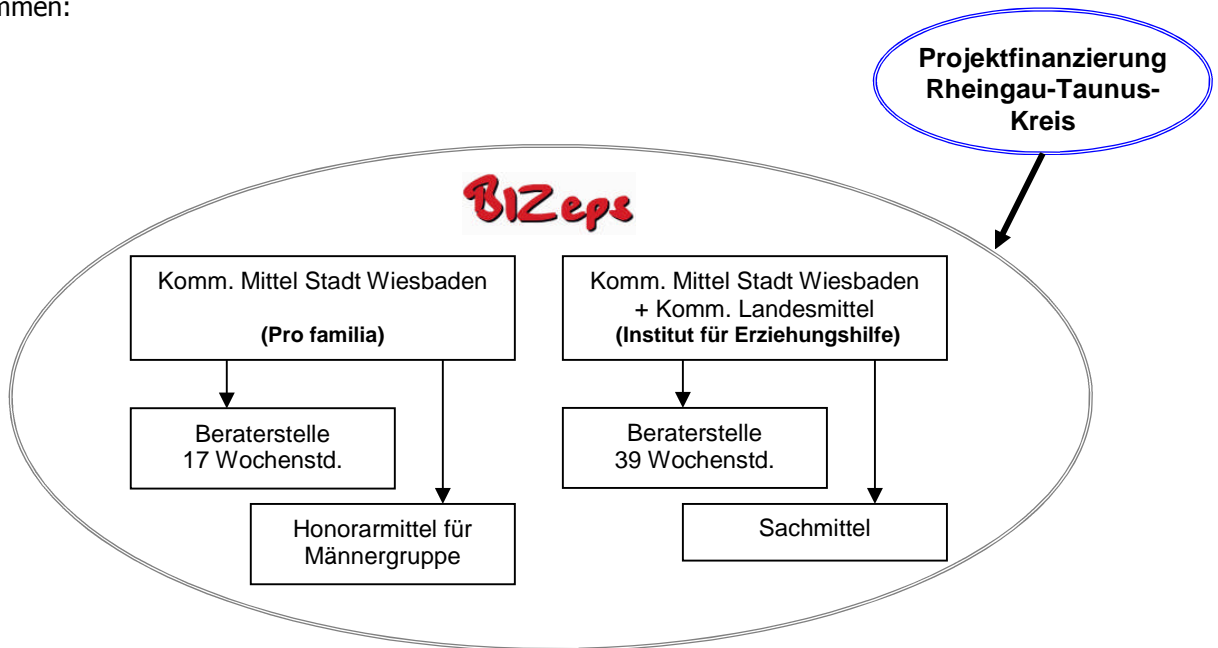 mmen:
Projektfinanzierung
Rheingau-Taunus-
Kreis
BIZeps
Komm. Mittel Stadt Wiesbaden
(Pro familia)
Komm. Mittel Stadt Wiesbaden
+ Komm. Landesmittel
(Institut für Erziehungshilfe)
Beraterstelle
17 Wochenstd.
Beraterstelle
39 Wochenstd.
Honorarmittel für
Männergruppe
Sachmittel